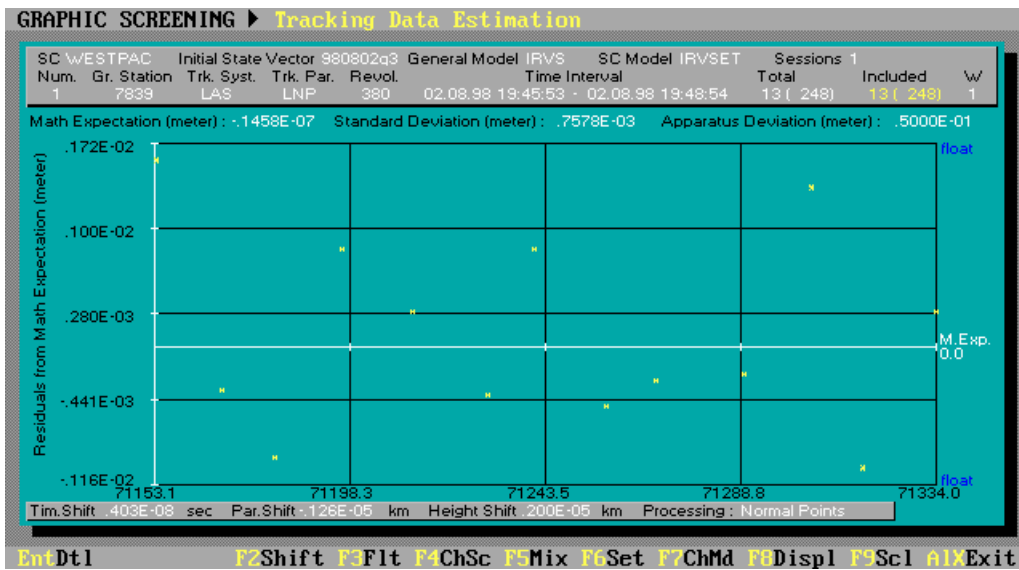 GRAPHIC SCREENING ▶ Tracking Data Estimation
SC WESTPAC Initial State Vector 980802q3 General Model IRVS SC Model IRVSET Sessions 1
Num. Gr. Station Trk. Syst. Trk. Par. Revol. Time Interval Total Included W
1 7839 LAS LNP 380 02.08.98 19:45:53 - 02.08.98 19:48:54 13 ( 248) 13 ( 248) 1
Math Expectation (meter) : -.1458E-07 Standard Deviation (meter) : .7578E-03 Apparatus Deviation (meter) : .5000E-01
Residuals from Math Expectation (meter)
.172E-02
float
.100E-02
.280E-03
M.Exp.
0.0
-.441E-03
-.116E-02
float
71153.1 71198.3 71243.5 71288.8 71334.0
Tim.Shift .403E-08 sec Par.Shift -.126E-05 km Height Shift .200E-05 km Processing : Normal Points
EntDtl F2Shift F3Flt F4ChSc F5Mix F6Set F7ChMd F8Displ F9Scl AlXExit